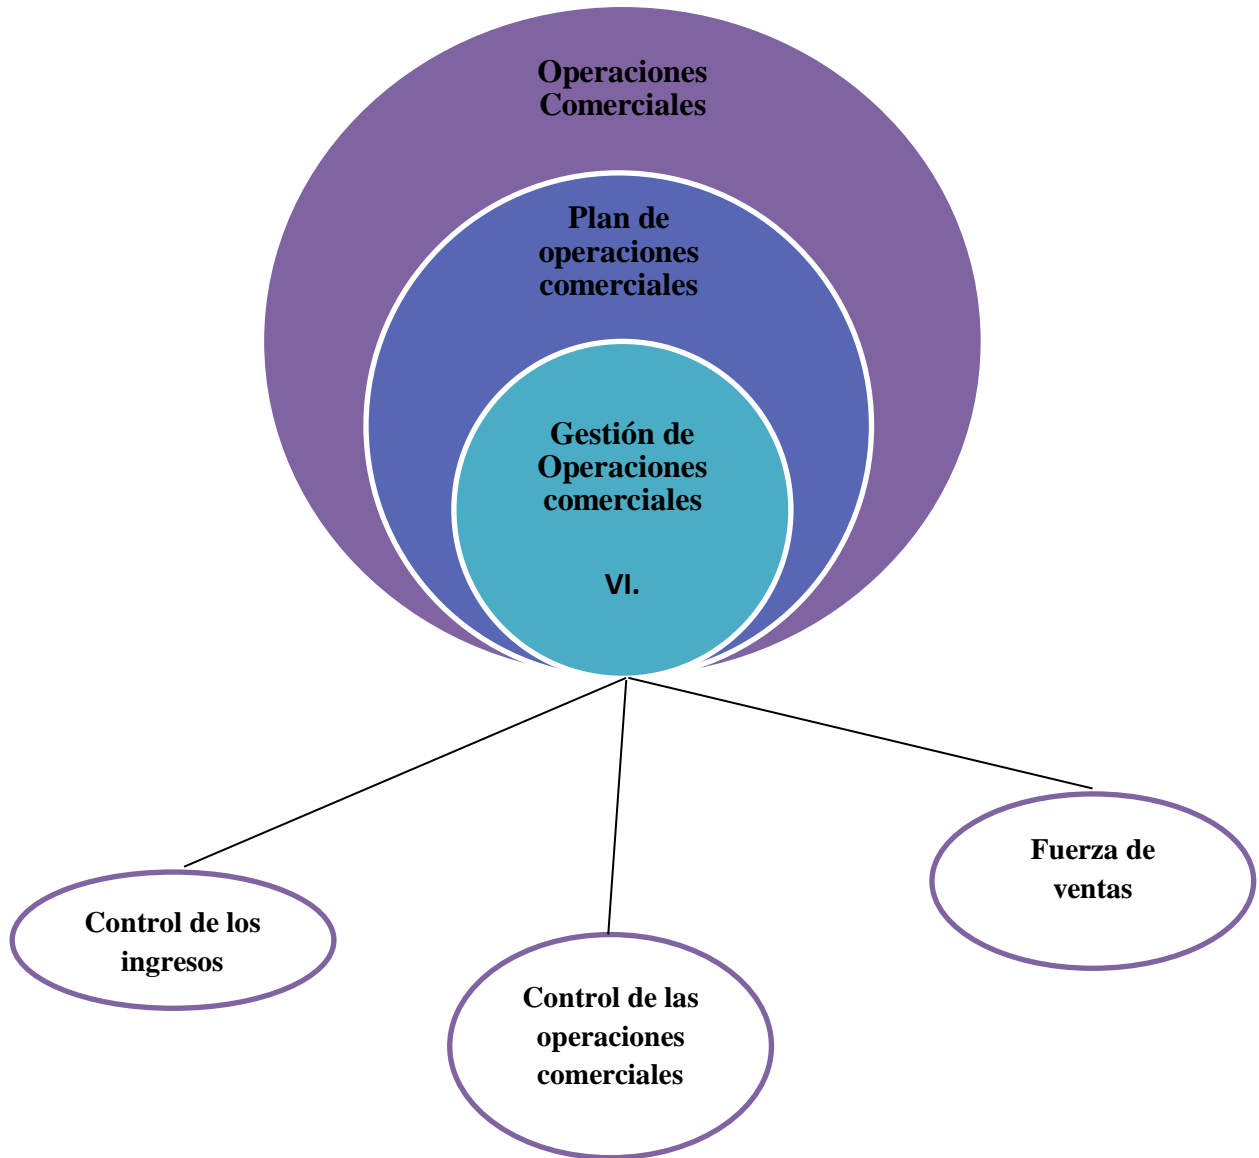 Operaciones
Comerciales
Plan de
operaciones
comerciales
Gestión de
Operaciones
comerciales
VI.
Control de los
ingresos
Control de las
operaciones
comerciales
Fuerza de
ventas